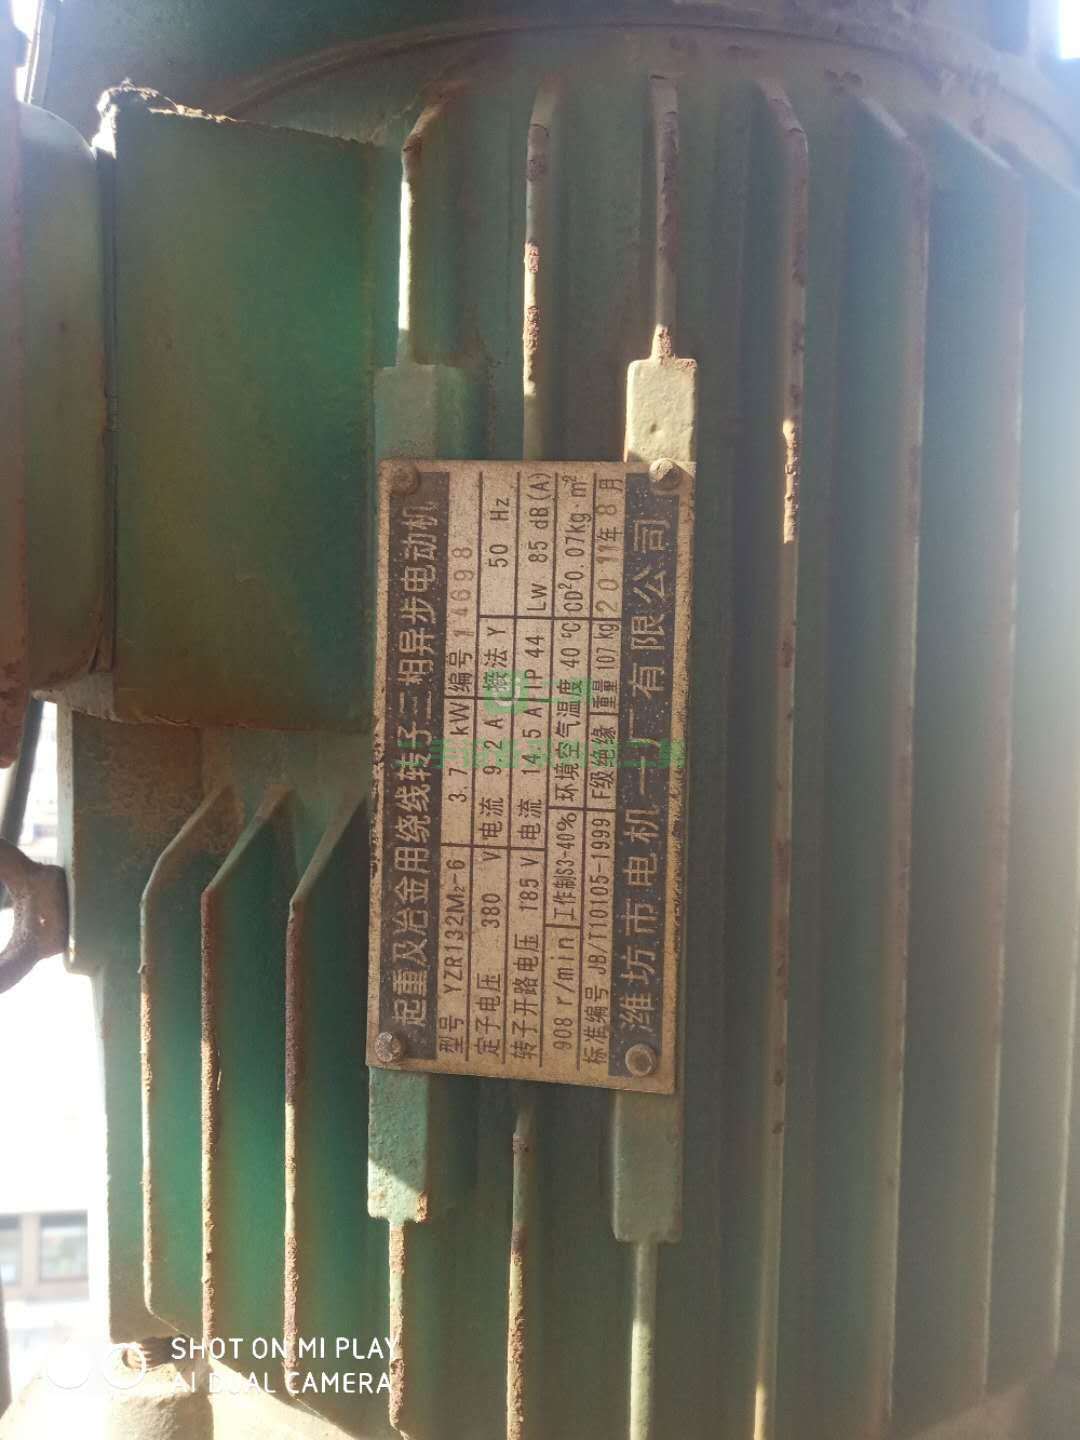 起重及冶金用绕线转子三相异步电动机
型号 YZR132M₂-6 3.7 kW 编号 14698
定子电压 380 V 电流 9.2 A 接法 Y 50 Hz
转子开路电压 185 V 电流 14.5 A IP 44 Lw 85 dB(A)
908 r/min 工作制S3-40% 环境空气温度 40 ℃ CD²0.07kg·m²
标准编号 JB/T10105-1999 F级绝缘 重量 107 kg 2011年8月
潍坊市电机一厂有限公司
SHOT ON MI PLAY
AI DUAL CAMERA